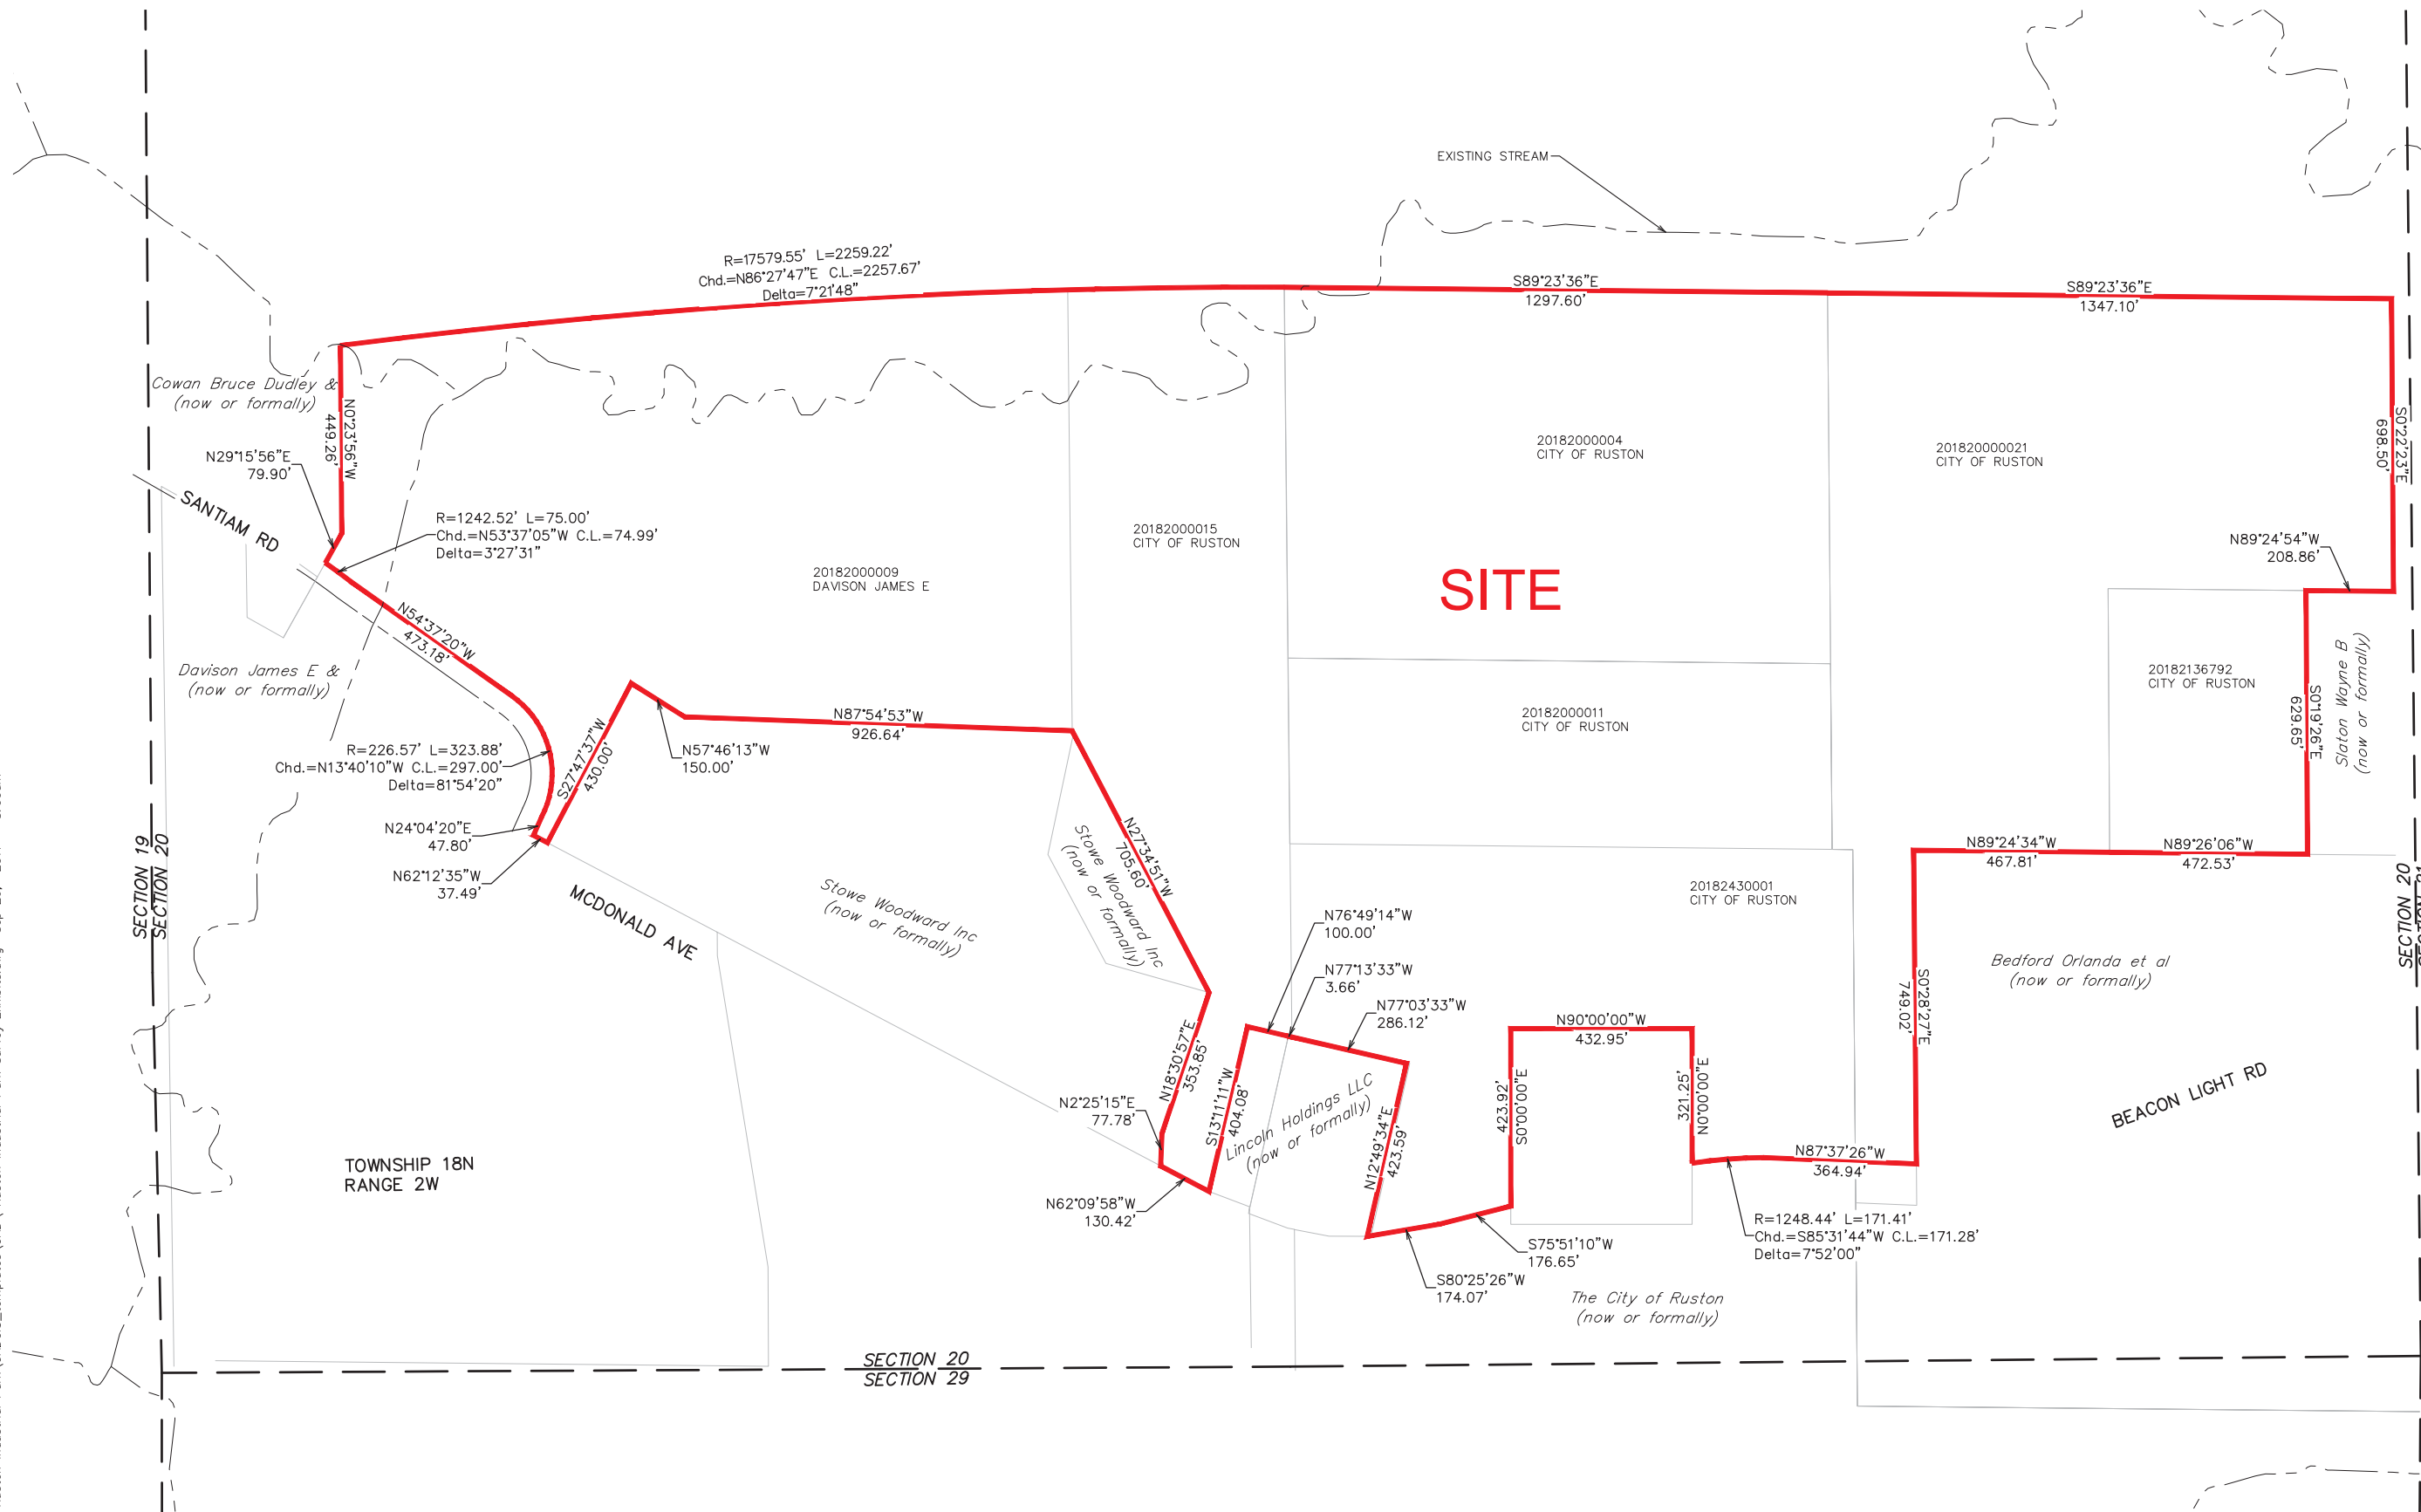 EXISTING STREAM
R=17579.55' L=2259.22'
Chd.=N86°27'47"E C.L.=2257.67'
Delta=7°21'48"
S89°23'36"E
1297.60'
S89°23'36"E
1347.10'
Cowan Bruce Dudley &
(now or formally)
N0°23'56"W
449.26'
N29°15'56"E
79.90'
SANTIAM RD
R=1242.52' L=75.00'
Chd.=N53°37'05"W C.L.=74.99'
Delta=3°27'31"
20182000009
DAVISON JAMES E
20182000015
CITY OF RUSTON
20182000004
CITY OF RUSTON
201820000021
CITY OF RUSTON
S0°22'23"E
698.50'
SITE
N89°24'54"W
208.86'
N54°37'20"W
473.18'
Davison James E &
(now or formally)
R=226.57' L=323.88'
Chd.=N13°40'10"W C.L.=297.00'
Delta=81°54'20"
S27°47'37"W
430.00'
N57°46'13"W
150.00'
N87°54'53"W
926.64'
20182000011
CITY OF RUSTON
20182136792
CITY OF RUSTON
S0°19'26"E
629.65'
Slaton Wayne B
(now or formally)
N24°04'20"E
47.80'
N62°12'35"W
37.49'
SECTION 19
SECTION 20
MCDONALD AVE
Stowe Woodward Inc
(now or formally)
Stowe Woodward Inc
(now or formally)
N27°34'51"W
705.60'
20182430001
CITY OF RUSTON
N89°24'34"W
467.81'
N89°26'06"W
472.53'
SECTION 20
N76°49'14"W
100.00'
N77°13'33"W
3.66'
N77°03'33"W
286.12'
N90°00'00"W
432.95'
S0°28'27"E
749.02'
Bedford Orlanda et al
(now or formally)
N18°30'57"E
353.85'
N2°25'15"E
77.78'
S13°11'11"W
404.08'
Lincoln Holdings LLC
(now or formally)
N12°49'34"E
423.59'
423.92'
S0°00'00"E
321.25'
N0°00'00"E
BEACON LIGHT RD
N87°37'26"W
364.94'
TOWNSHIP 18N
RANGE 2W
N62°09'58"W
130.42'
R=1248.44' L=171.41'
Chd.=S85°31'44"W C.L.=171.28'
Delta=7°52'00"
S75°51'10"W
176.65'
S80°25'26"W
174.07'
The City of Ruston
(now or formally)
SECTION 20
SECTION 29